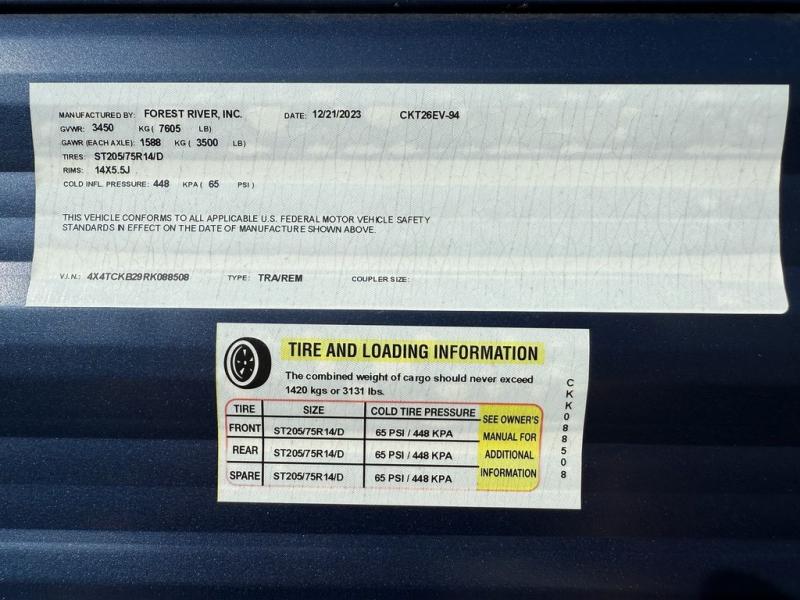 MANUFACTURED BY: FOREST RIVER, INC. DATE: 12/21/2023 CKT26EV-94
GVWR: 3450 KG ( 7605 LB)
GAWR (EACH AXLE): 1588 KG ( 3500 LB)
TIRES: ST205/75R14/D
RIMS: 14X5.5J
COLD INFL. PRESSURE: 448 KPA ( 65 PSI )
THIS VEHICLE CONFORMS TO ALL APPLICABLE U.S. FEDERAL MOTOR VEHICLE SAFETY
STANDARDS IN EFFECT ON THE DATE OF MANUFACTURE SHOWN ABOVE.
V.I.N.: 4X4TCKB29RK088508 TYPE: TRA/REM COUPLER SIZE:
TIRE AND LOADING INFORMATION
The combined weight of cargo should never exceed
1420 kgs or 3131 lbs.
TIRE SIZE COLD TIRE PRESSURE
FRONT ST205/75R14/D 65 PSI / 448 KPA
REAR ST205/75R14/D 65 PSI / 448 KPA
SPARE ST205/75R14/D 65 PSI / 448 KPA
SEE OWNER'S
MANUAL FOR
ADDITIONAL
INFORMATION
CKK088508